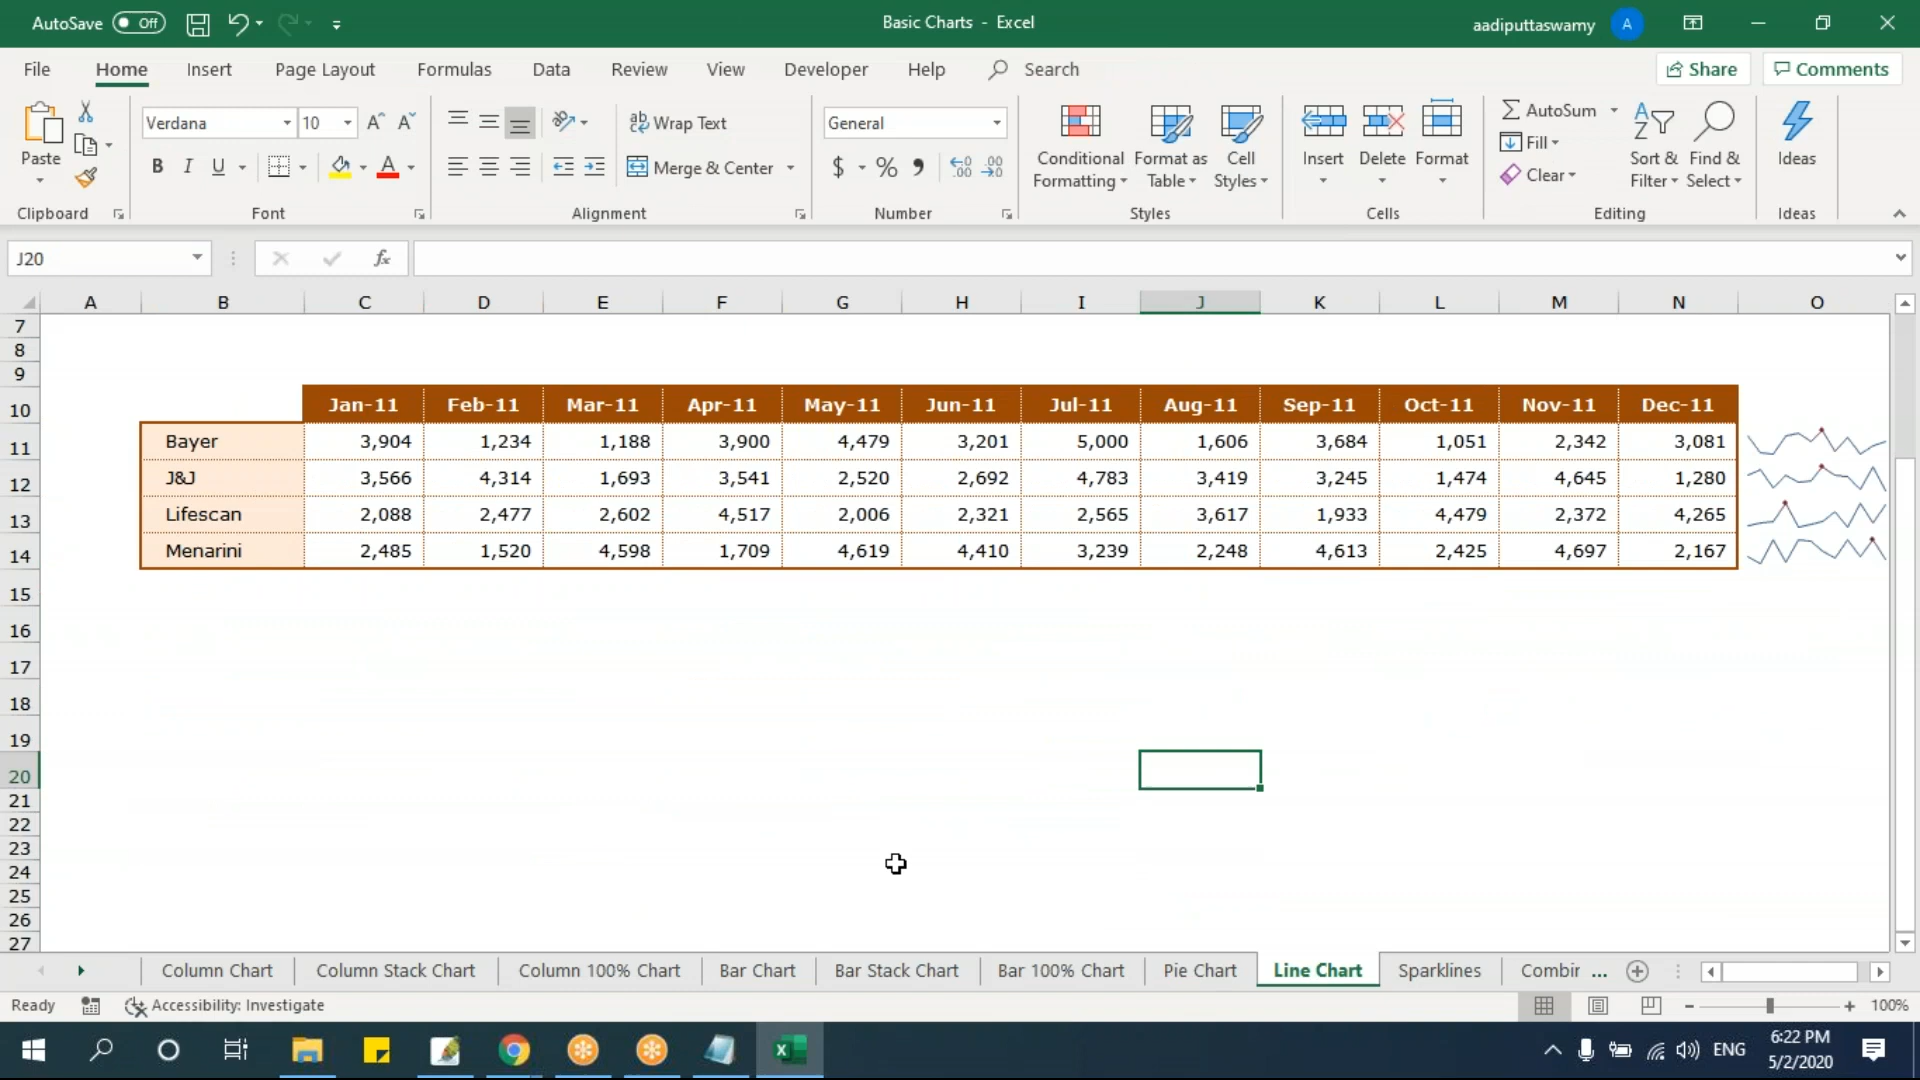 AutoSave Off Basic Charts - Excel aadiputtaswamy A
File Home Insert Page Layout Formulas Data Review View Developer Help Search Share Comments
Paste Verdana 10 Wrap Text General Conditional Formatting Format as Table Cell Styles Insert Delete Format AutoSum Fill Clear Sort & Filter Find & Select Ideas
B I U A Merge & Center $ % ,
Clipboard Font Alignment Number Styles Cells Editing Ideas
J20 fx
A B C D E F G H I J K L M N O
7
8
9
10 Jan-11 Feb-11 Mar-11 Apr-11 May-11 Jun-11 Jul-11 Aug-11 Sep-11 Oct-11 Nov-11 Dec-11
11 Bayer 3,904 1,234 1,188 3,900 4,479 3,201 5,000 1,606 3,684 1,051 2,342 3,081
12 J&J 3,566 4,314 1,693 3,541 2,520 2,692 4,783 3,419 3,245 1,474 4,645 1,280
13 Lifescan 2,088 2,477 2,602 4,517 2,006 2,321 2,565 3,617 1,933 4,479 2,372 4,265
14 Menarini 2,485 1,520 4,598 1,709 4,619 4,410 3,239 2,248 4,613 2,425 4,697 2,167
15
16
17
18
19
20
21
22
23
24
25
26
27
Column Chart Column Stack Chart Column 100% Chart Bar Chart Bar Stack Chart Bar 100% Chart Pie Chart Line Chart Sparklines Combir ...
Ready Accessibility: Investigate 100%
ENG 6:22 PM
5/2/2020